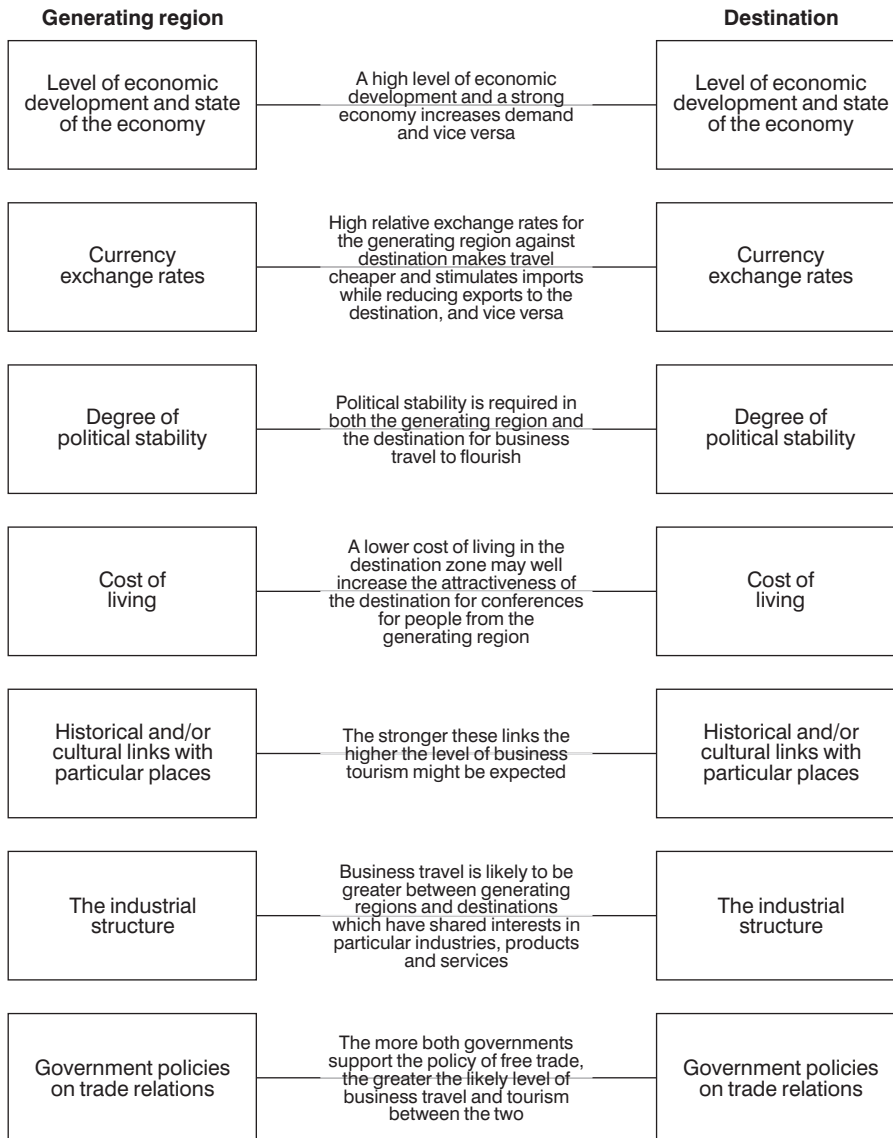 Generating region
Destination
Level of economic
development and state
of the economy
A high level of economic
development and a strong
economy increases demand
and vice versa
Level of economic
development and state
of the economy
Currency
exchange rates
High relative exchange rates for
the generating region against
destination makes travel
cheaper and stimulates imports
while reducing exports to the
destination, and vice versa
Currency
exchange rates
Degree of
political stability
Political stability is required in
both the generating region and
the destination for business
travel to flourish
Degree of
political stability
Cost of
living
A lower cost of living in the
destination zone may well
increase the attractiveness of
the destination for conferences
for people from the
generating region
Cost of
living
Historical and/or
cultural links with
particular places
The stronger these links the
higher the level of business
tourism might be expected
Historical and/or
cultural links with
particular places
The industrial
structure
Business travel is likely to be
greater between generating
regions and destinations
which have shared interests in
particular industries, products
and services
The industrial
structure
Government policies
on trade relations
The more both governments
support the policy of free trade,
the greater the likely level of
business travel and tourism
between the two
Government policies
on trade relations